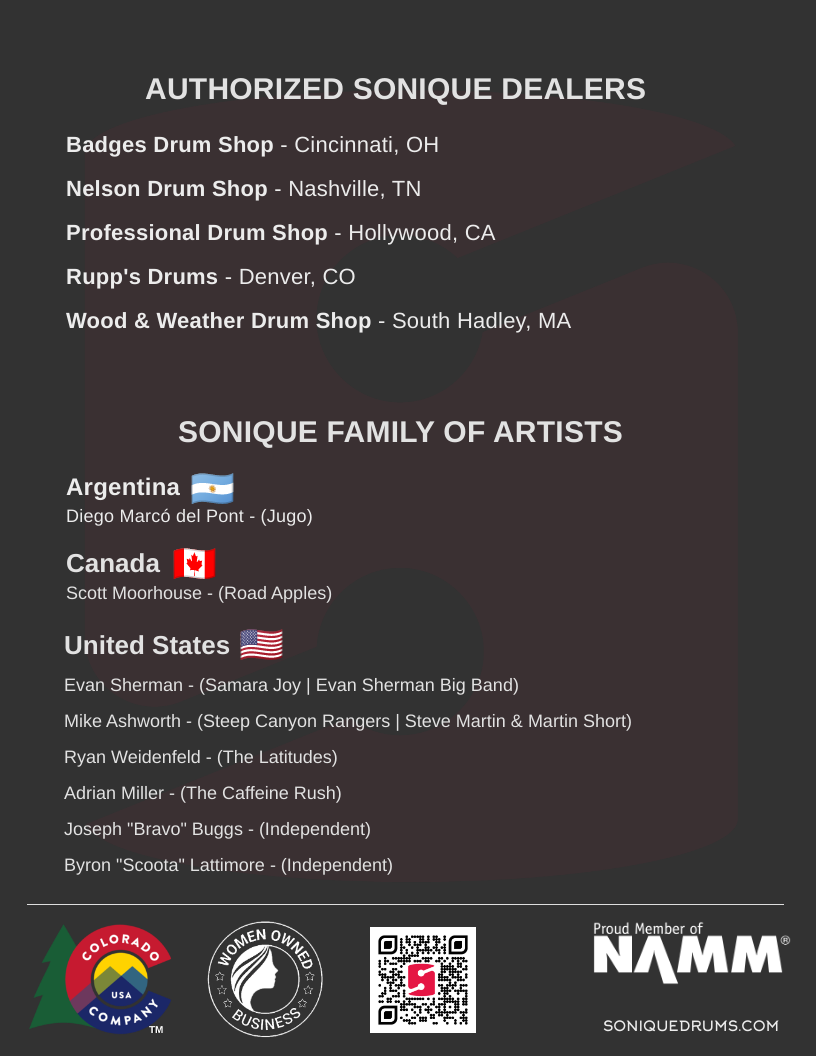 AUTHORIZED SONIQUE DEALERS
Badges Drum Shop - Cincinnati, OH
Nelson Drum Shop - Nashville, TN
Professional Drum Shop - Hollywood, CA
Rupp's Drums - Denver, CO
Wood & Weather Drum Shop - South Hadley, MA
SONIQUE FAMILY OF ARTISTS
Argentina
Diego Marcó del Pont - (Jugo)
Canada
Scott Moorhouse - (Road Apples)
United States
Evan Sherman - (Samara Joy | Evan Sherman Big Band)
Mike Ashworth - (Steep Canyon Rangers | Steve Martin & Martin Short)
Ryan Weidenfeld - (The Latitudes)
Adrian Miller - (The Caffeine Rush)
Joseph "Bravo" Buggs - (Independent)
Byron "Scoota" Lattimore - (Independent)
COLORADO
USA
COMPANY
TM
WOMEN OWNED
BUSINESS
Proud Member of
NAMM®
SONIQUEDRUMS.COM